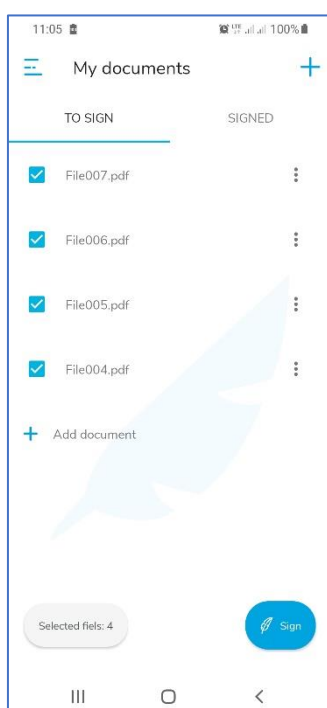 11:05 LTE 100%
My documents
TO SIGN SIGNED
File007.pdf
File006.pdf
File005.pdf
File004.pdf
Add document
Selected fiels: 4 Sign